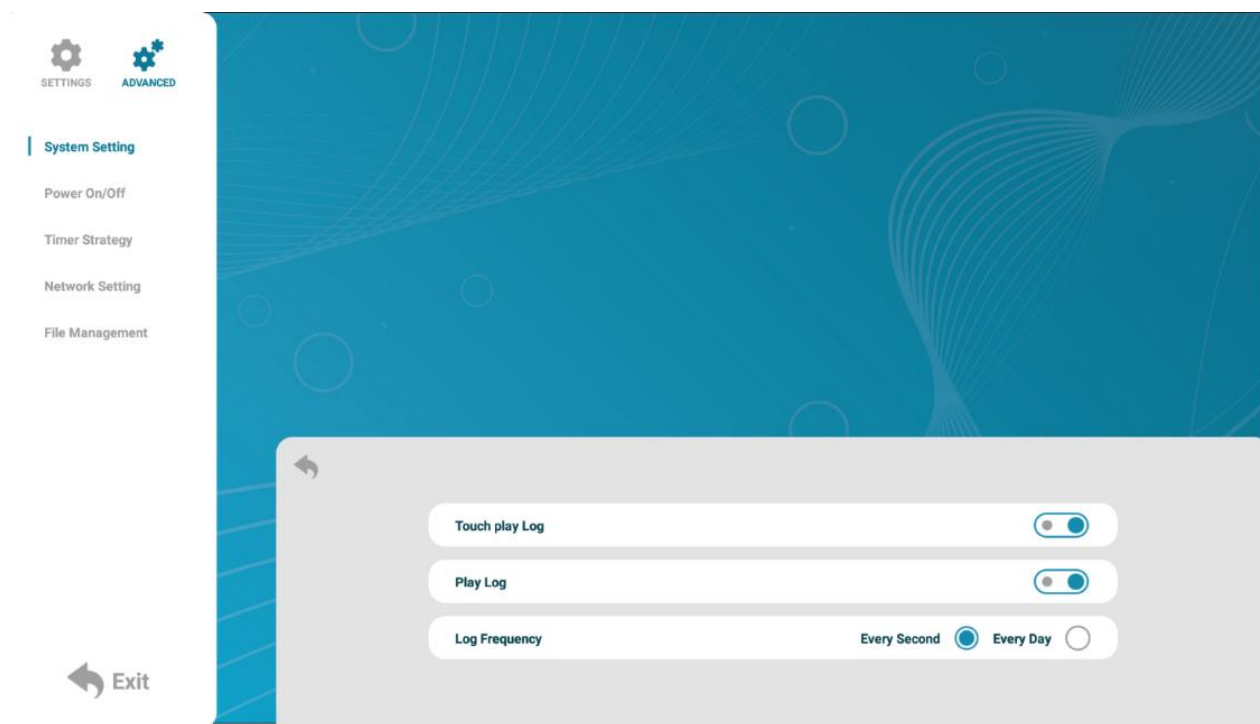 SETTINGS
ADVANCED
System Setting
Power On/Off
Timer Strategy
Network Setting
File Management
Exit
Touch play Log
Play Log
Log Frequency Every Second Every Day